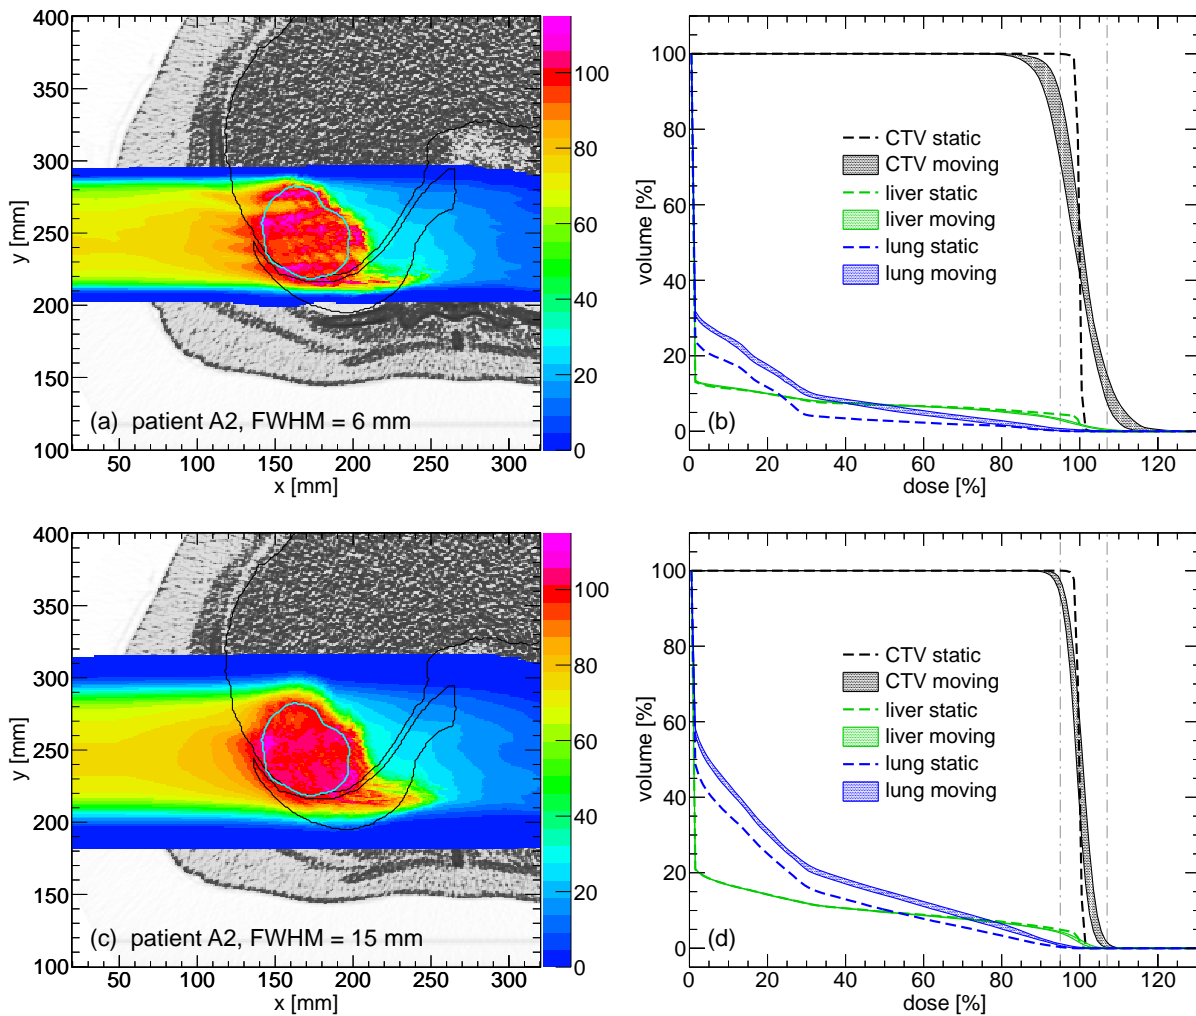 400
350
300
250
200
150
100
y [mm]
50 100 150 200 250 300
x [mm]
(a) patient A2, FWHM = 6 mm
100
80
60
40
20
0
100
80
60
40
20
0
volume [%]
CTV static
CTV moving
liver static
liver moving
lung static
lung moving
(b)
0 20 40 60 80 100 120
dose [%]
400
350
300
250
200
150
100
y [mm]
50 100 150 200 250 300
x [mm]
(c) patient A2, FWHM = 15 mm
100
80
60
40
20
0
100
80
60
40
20
0
volume [%]
CTV static
CTV moving
liver static
liver moving
lung static
lung moving
(d)
0 20 40 60 80 100 120
dose [%]